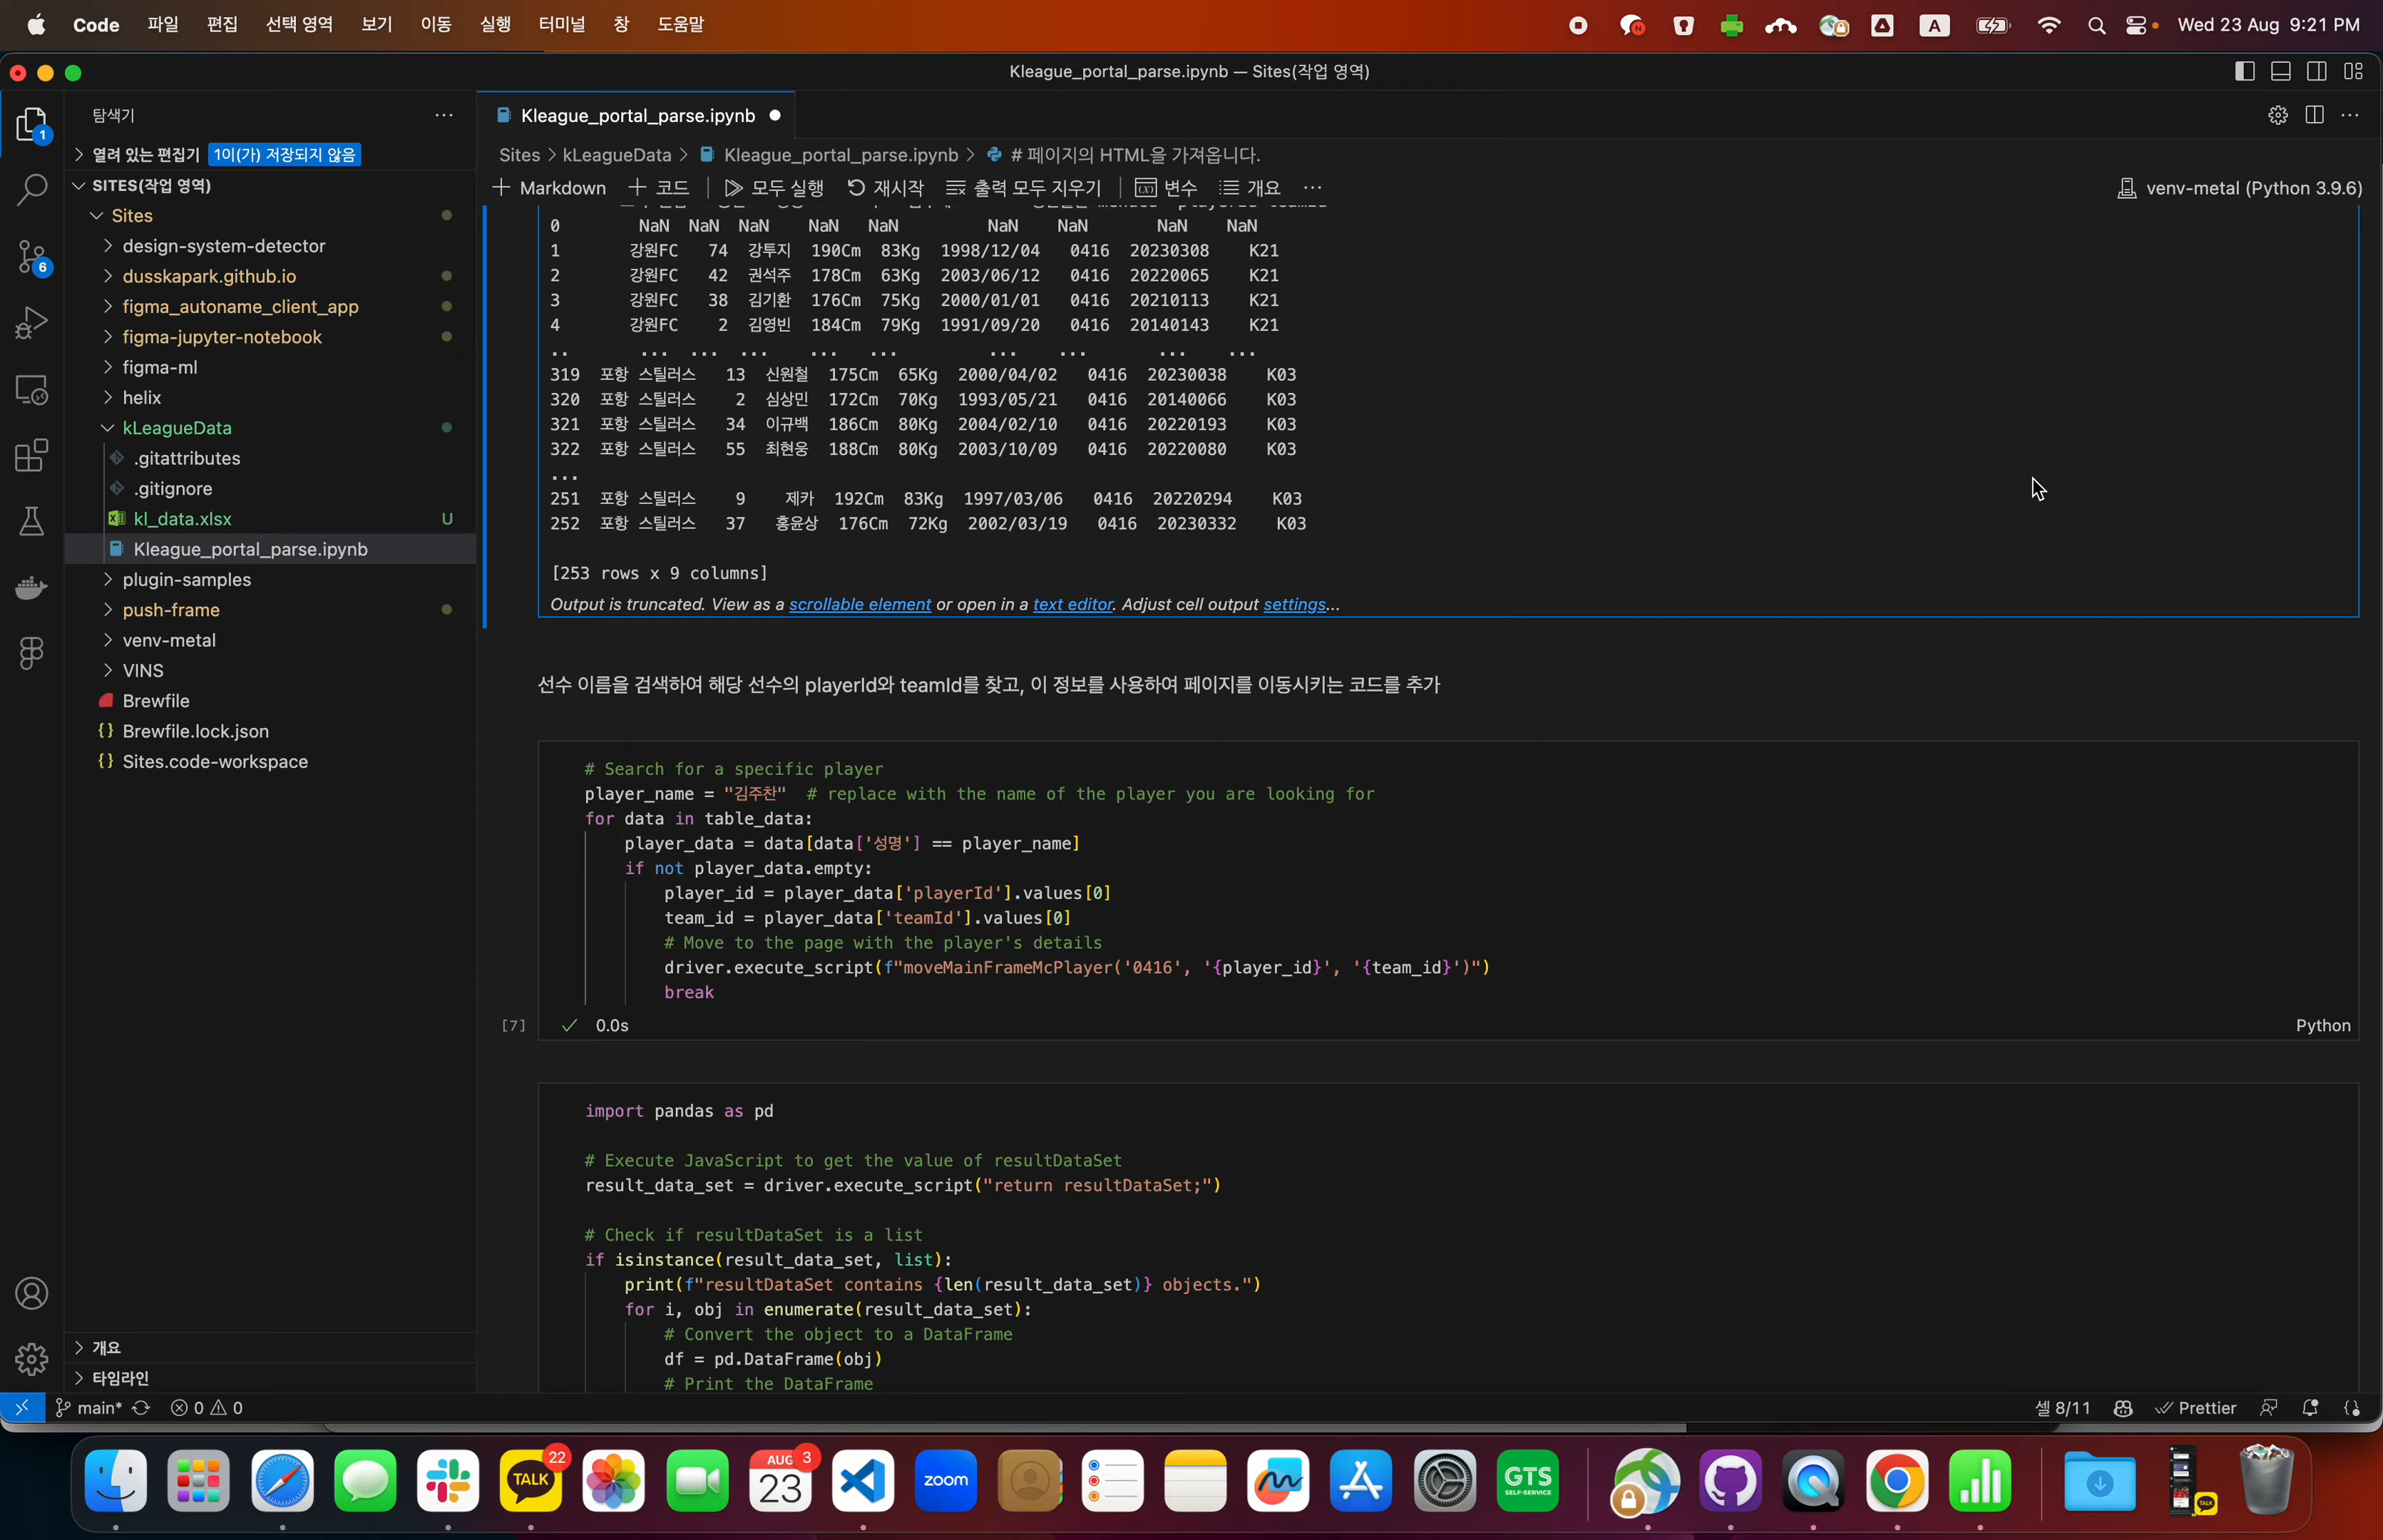 Code 파일 편집 선택 영역 보기 이동 실행 터미널 창 도움말 A Wed 23 Aug 9:21 PM
Kleague_portal_parse.ipynb — Sites(작업 영역)
탐색기
1
열려 있는 편집기 1이(가) 저장되지 않음
SITES(작업 영역)
Sites
design-system-detector
dusskapark.github.io
6
figma_autoname_client_app
figma-jupyter-notebook
figma-ml
helix
kLeagueData
.gitattributes
.gitignore
kl_data.xlsx U
Kleague_portal_parse.ipynb
plugin-samples
push-frame
venv-metal
VINS
Brewfile
{} Brewfile.lock.json
{} Sites.code-workspace
개요
타임라인
Kleague_portal_parse.ipynb
Sites > kLeagueData > Kleague_portal_parse.ipynb > # 페이지의 HTML을 가져옵니다.
+ Markdown + 코드 모두 실행 재시작 출력 모두 지우기 변수 개요 ... venv-metal (Python 3.9.6)
0 NaN NaN NaN NaN NaN NaN NaN NaN NaN
1 강원FC 74 강투지 190Cm 83Kg 1998/12/04 0416 20230308 K21
2 강원FC 42 권석주 178Cm 63Kg 2003/06/12 0416 20220065 K21
3 강원FC 38 김기환 176Cm 75Kg 2000/01/01 0416 20210113 K21
4 강원FC 2 김영빈 184Cm 79Kg 1991/09/20 0416 20140143 K21
.. ... ... ... ... ... ... ... ... ...
319 포항 스틸러스 13 신원철 175Cm 65Kg 2000/04/02 0416 20230038 K03
320 포항 스틸러스 2 심상민 172Cm 70Kg 1993/05/21 0416 20140066 K03
321 포항 스틸러스 34 이규백 186Cm 80Kg 2004/02/10 0416 20220193 K03
322 포항 스틸러스 55 최현웅 188Cm 80Kg 2003/10/09 0416 20220080 K03
...
251 포항 스틸러스 9 제카 192Cm 83Kg 1997/03/06 0416 20220294 K03
252 포항 스틸러스 37 홍윤상 176Cm 72Kg 2002/03/19 0416 20230332 K03
[253 rows x 9 columns]
Output is truncated. View as a scrollable element or open in a text editor. Adjust cell output settings...
선수 이름을 검색하여 해당 선수의 playerId와 teamId를 찾고, 이 정보를 사용하여 페이지를 이동시키는 코드를 추가
# Search for a specific player
player_name = "김주찬" # replace with the name of the player you are looking for
for data in table_data:
player_data = data[data['성명'] == player_name]
if not player_data.empty:
player_id = player_data['playerId'].values[0]
team_id = player_data['teamId'].values[0]
# Move to the page with the player's details
driver.execute_script(f"moveMainFrameMcPlayer('0416', '{player_id}', '{team_id}')")
break
[7] 0.0s Python
import pandas as pd
# Execute JavaScript to get the value of resultDataSet
result_data_set = driver.execute_script("return resultDataSet;")
# Check if resultDataSet is a list
if isinstance(result_data_set, list):
print(f"resultDataSet contains {len(result_data_set)} objects.")
for i, obj in enumerate(result_data_set):
# Convert the object to a DataFrame
df = pd.DataFrame(obj)
# Print the DataFrame
main* 0 0 셀 8/11 Prettier
TALK 22 AUG 23 3 zoom GTS SELF-SERVICE TALK